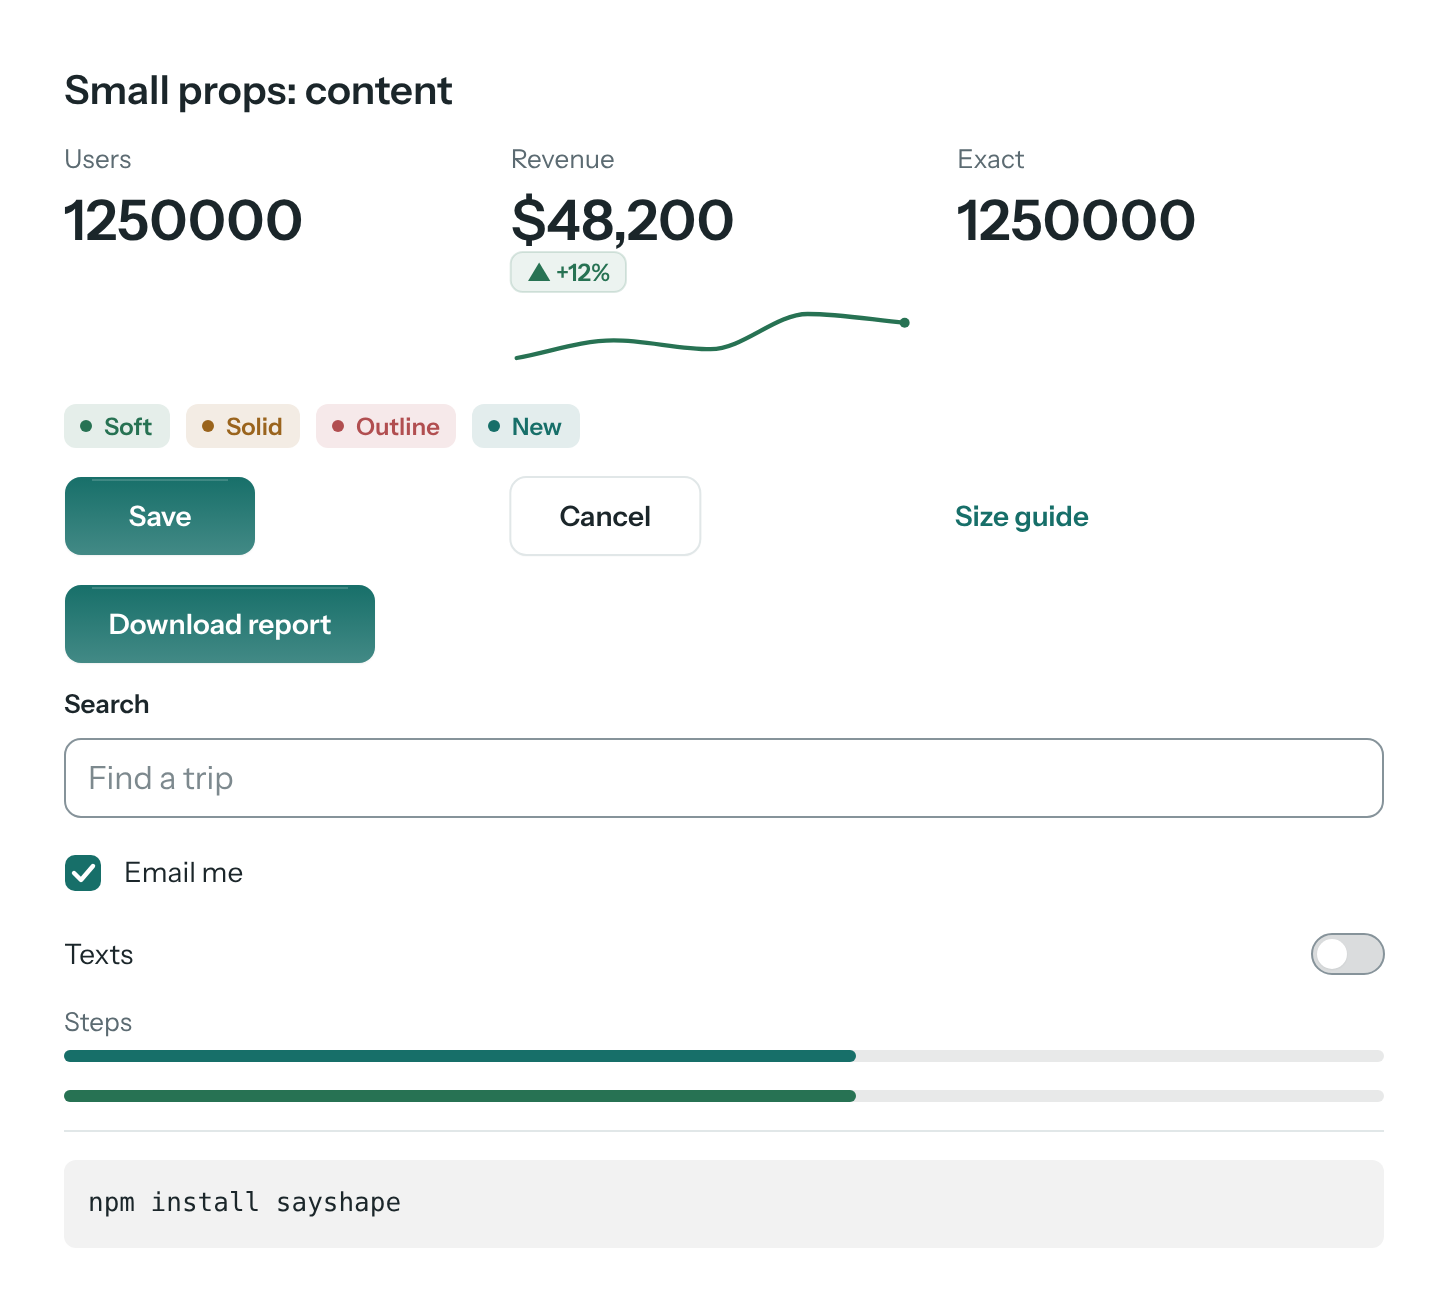 Small props: content
Users
Revenue
Exact
1250000
$48,200
1250000
▲ +12%
Soft
Solid
Outline
New
Save
Cancel
Size guide
Download report
Search
Find a trip
Email me
Texts
Steps
npm install sayshape